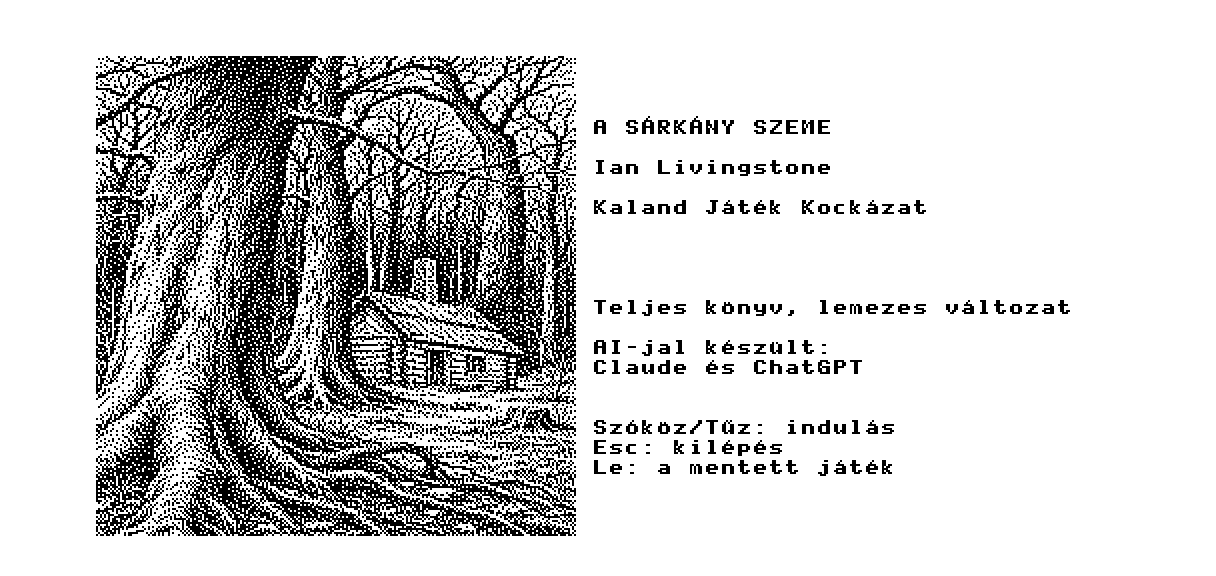 A SÁRKÁNY SZEME
Ian Livingstone
Kaland Játék Kockázat
Teljes könyv, lemezes változat
AI-jal készült:
Claude és ChatGPT
Szóköz/Tűz: indulás
Esc: kilépés
Le: a mentett játék